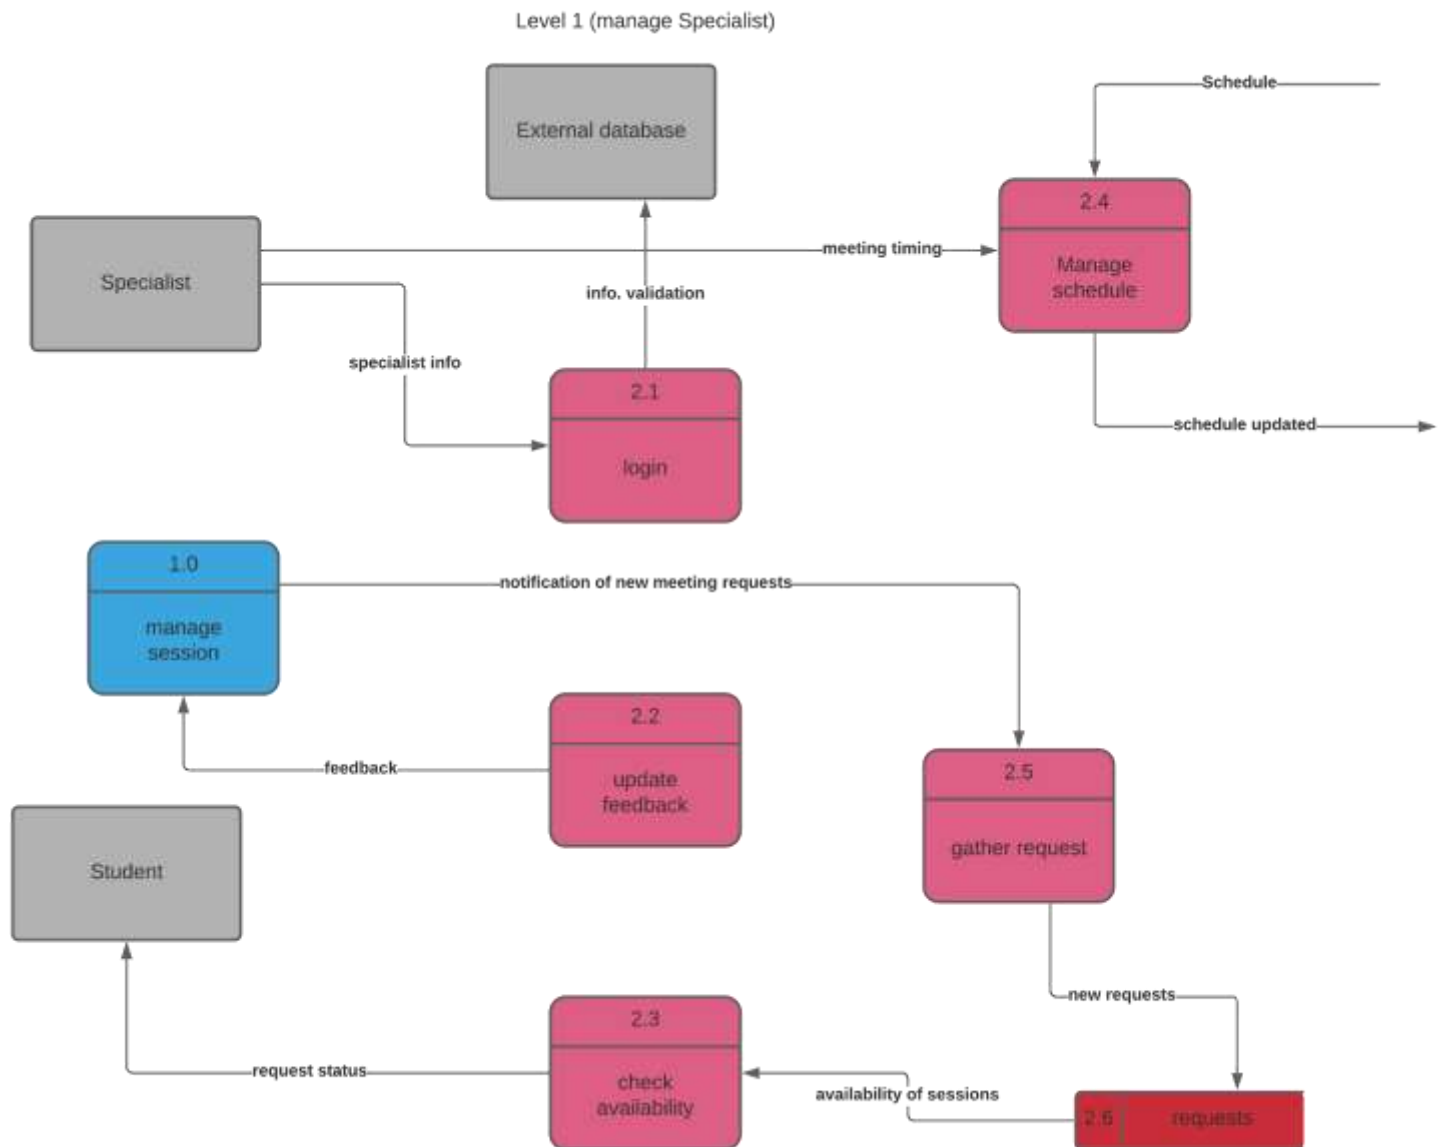 Level 1 (manage Specialist)
External database
Schedule
2.4
Manage
schedule
Specialist
meeting timing
info. validation
specialist info
2.1
login
schedule updated
1.0
manage
session
notification of new meeting requests
2.2
update
feedback
feedback
2.5
gather request
Student
new requests
2.3
check
availability
request status
availability of sessions
2.6
requests